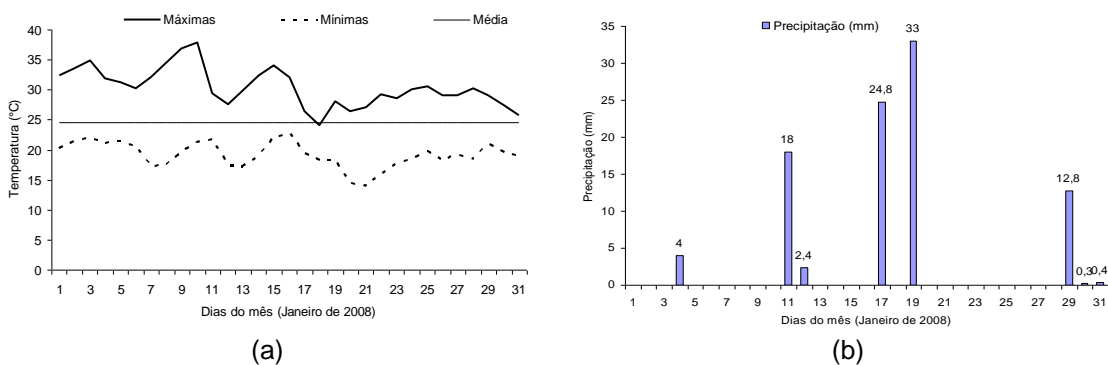 Máximas Mínimas Média
40
35
30
25
20
15
10
5
0
Temperatura (°C)
1 3 5 7 9 11 13 15 17 19 21 23 25 27 29 31
Dias do mês (Janeiro de 2008)
(a)
Precipitação (mm)
35
30
25
20
15
10
5
0
Precipitação (mm)
4
18
2,4
24,8
33
12,8
0,3
0,4
1 3 5 7 9 11 13 15 17 19 21 23 25 27 29 31
Dias do mês (Janeiro de 2008)
(b)